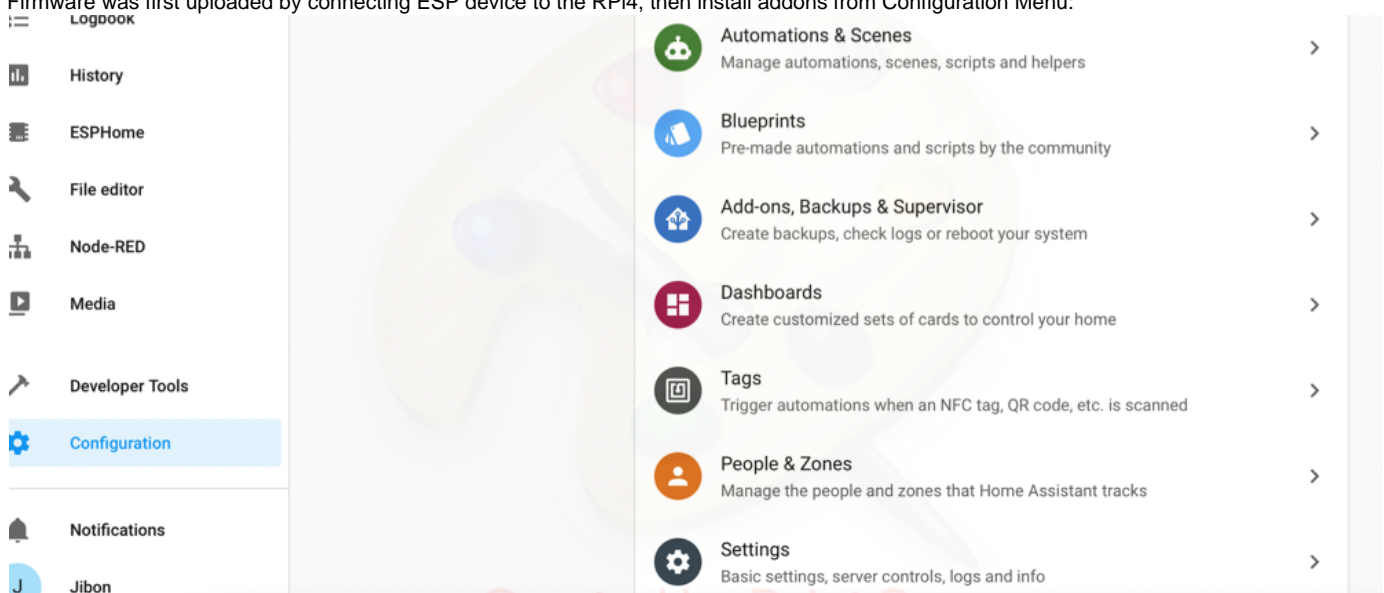 Firmware was first uploaded by connecting ESP device to the RPi4, then install addons from Configuration Menu:
Logbook
History
ESPHome
File editor
Node-RED
Media
Developer Tools
Configuration
Notifications
J
Jibon
Automations & Scenes
Manage automations, scenes, scripts and helpers
Blueprints
Pre-made automations and scripts by the community
Add-ons, Backups & Supervisor
Create backups, check logs or reboot your system
Dashboards
Create customized sets of cards to control your home
Tags
Trigger automations when an NFC tag, QR code, etc. is scanned
People & Zones
Manage the people and zones that Home Assistant tracks
Settings
Basic settings, server controls, logs and info